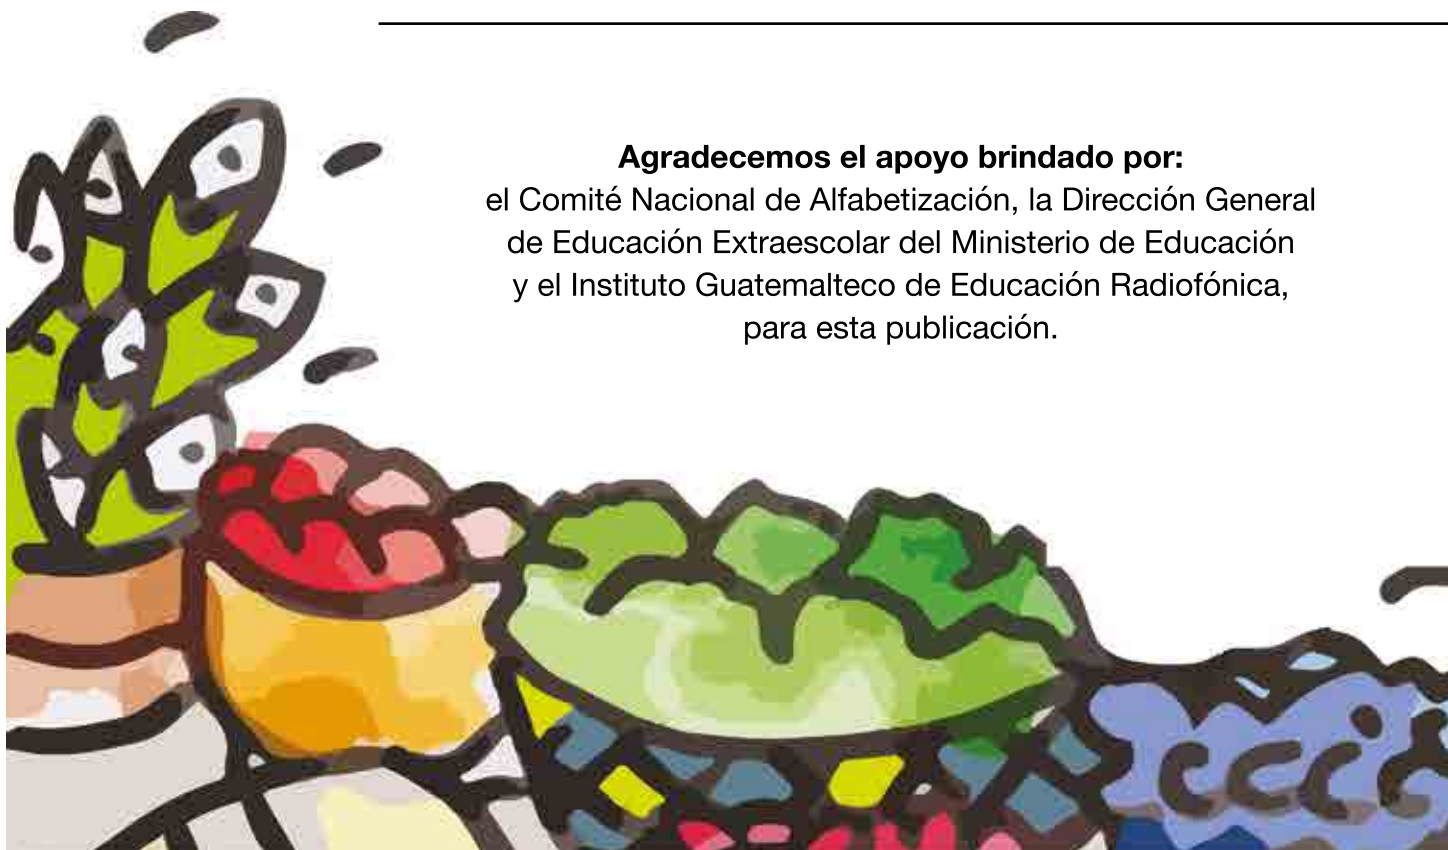 Agradecemos el apoyo brindado por:
el Comité Nacional de Alfabetización, la Dirección General
de Educación Extraescolar del Ministerio de Educación
y el Instituto Guatemalteco de Educación Radiofónica,
para esta publicación.